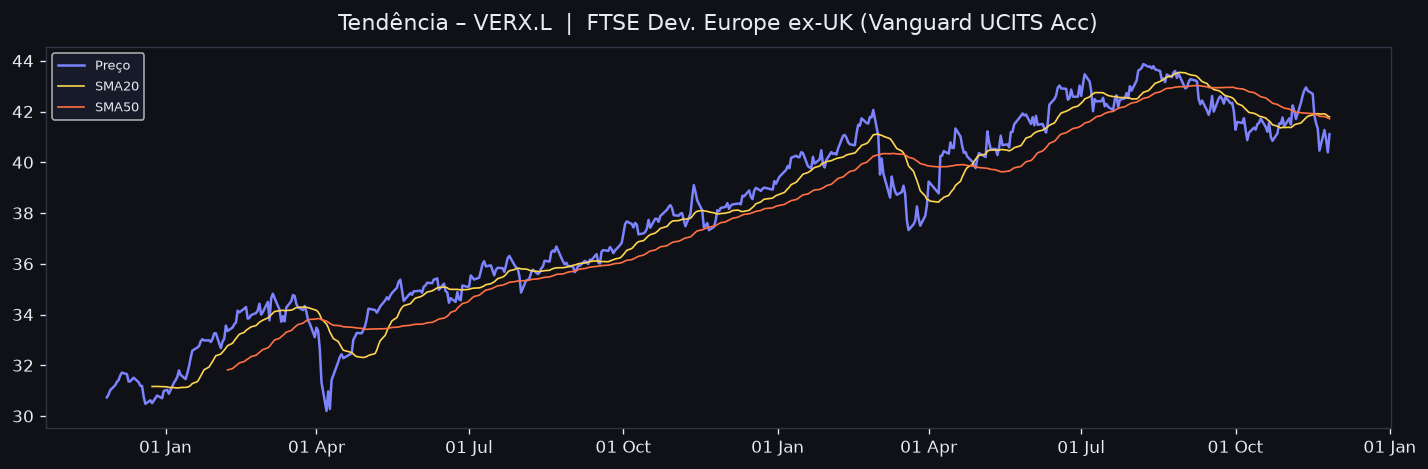 Tendência – VERX.L | FTSE Dev. Europe ex-UK (Vanguard UCITS Acc)
Preço
SMA20
SMA50
44
42
40
38
36
34
32
30
01 Jan
01 Apr
01 Jul
01 Oct
01 Jan
01 Apr
01 Jul
01 Oct
01 Jan